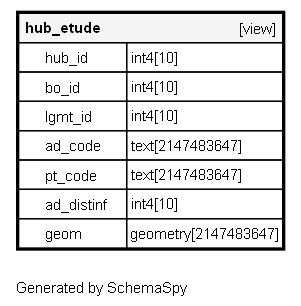 hub_etude [view]
hub_id int4[10]
bo_id int4[10]
lgmt_id int4[10]
ad_code text[2147483647]
pt_code text[2147483647]
ad_distinf int4[10]
geom geometry[2147483647]
Generated by SchemaSpy